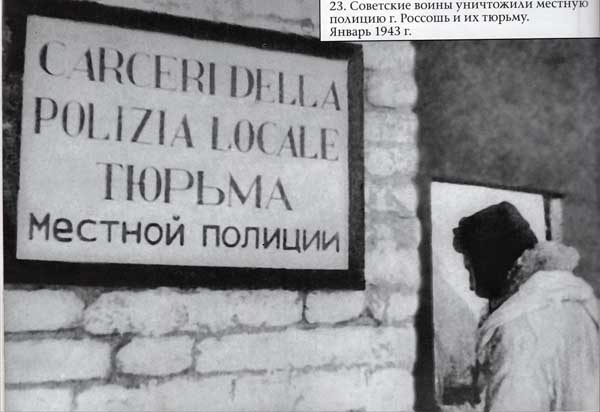 23. Советские воины уничтожили местную
полицию г. Россошь и их тюрьму.
Январь 1943 г.
CARCERI DELLA
POLIZIA LOCALE
ТЮРЬМА
Местной полиции